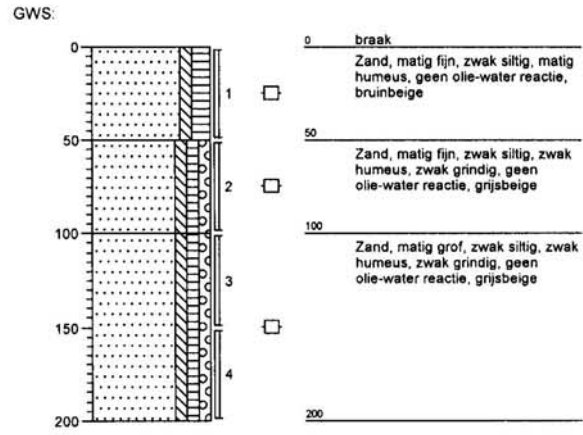 GWS:
0
0 braak
Zand, matig fijn, zwak siltig, matig
humeus, geen olie-water reactie,
bruinbeige
1
50
50
Zand, matig fijn, zwak siltig, zwak
humeus, zwak grindig, geen
olie-water reactie, grijsbeige
2
100
100
Zand, matig grof, zwak siltig, zwak
humeus, zwak grindig, geen
olie-water reactie, grijsbeige
3
150
4
200
200